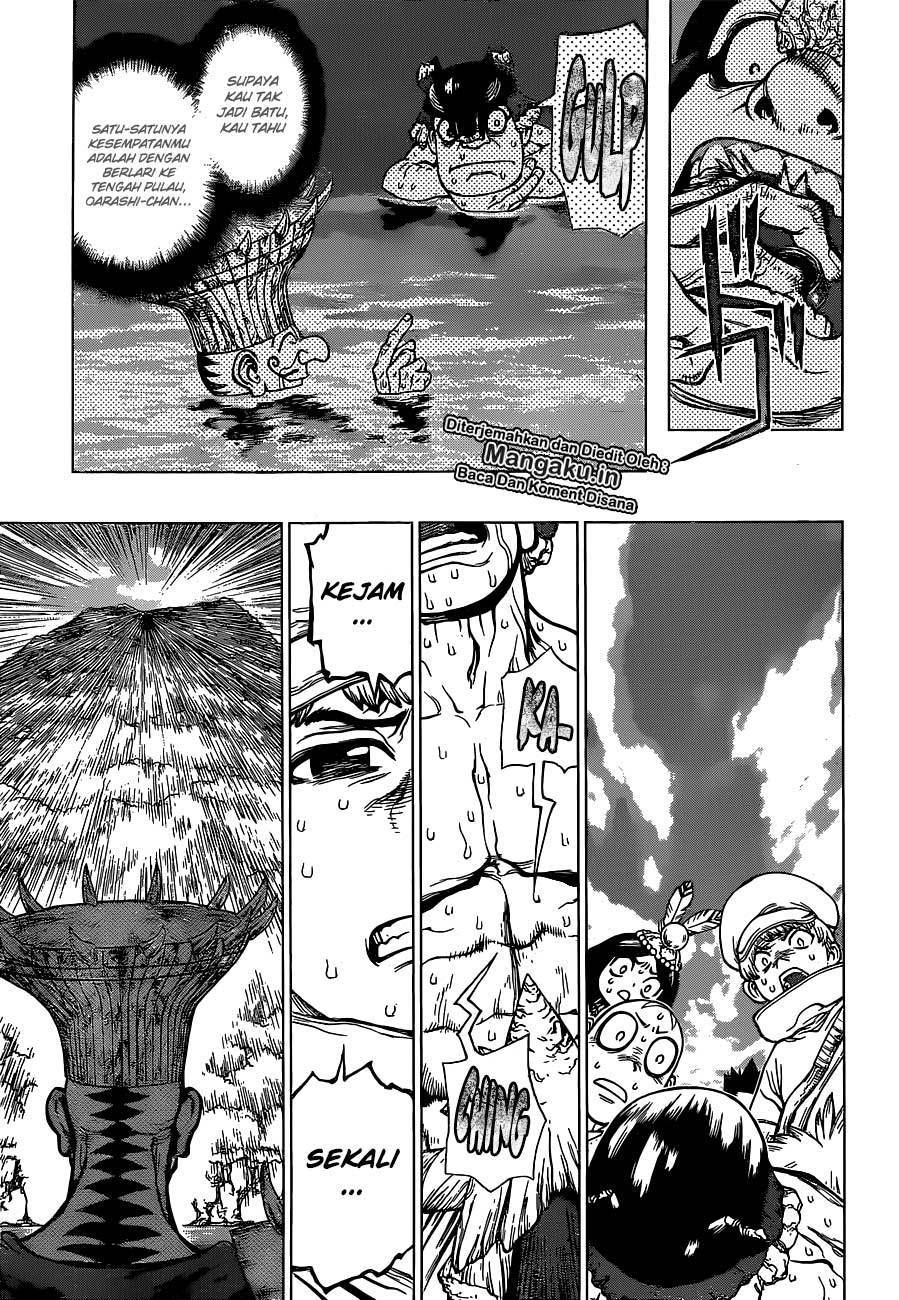 GULP
SUPAYA
KAU TAK
JADI BATU,
KAU TAHU
SATU-SATUNYA
KESEMPATANMU
ADALAH DENGAN
BERLARI KE
TENGAH PULAU,
OARASHI-CHAN...
Diterjemahkan dan Diedit Oleh :
Mangaku.in
Baca Dan Koment Disana
KA-
CHING
KEJAM
...
SEKALI
...